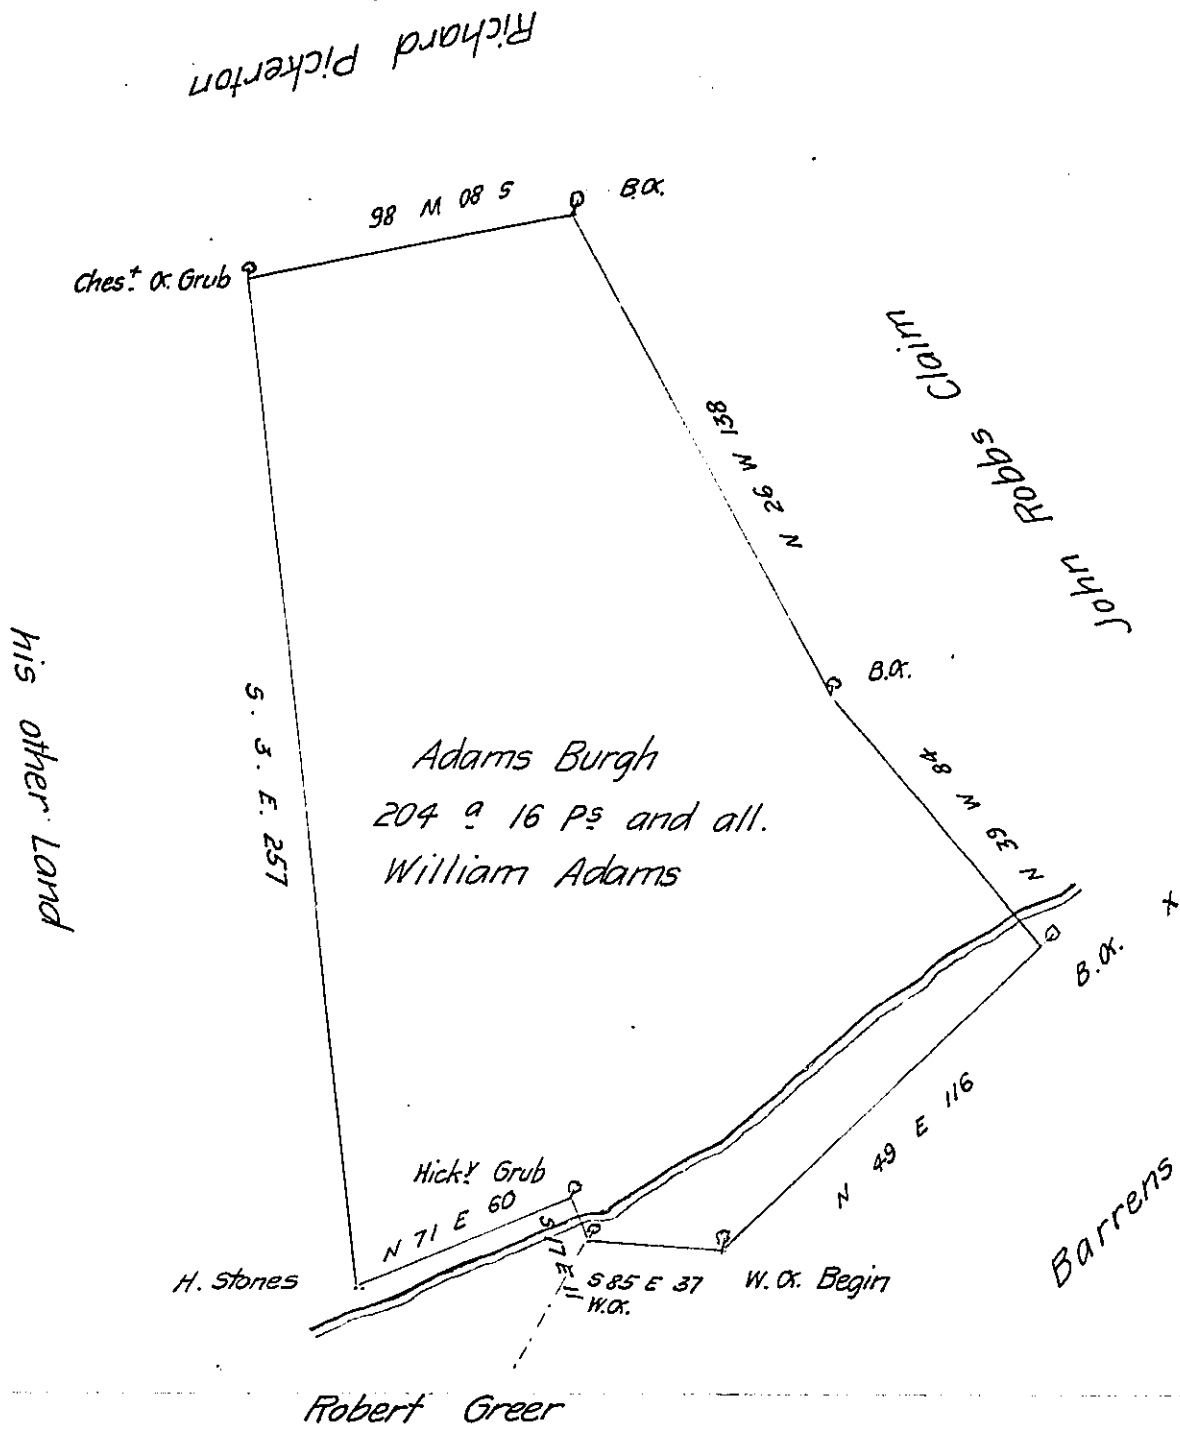 Richard Pickerton
S 80 W 86
B.O.
Ches.t O. Grub
John Robbs Claim
N 26 W 138
B.O.
his other Land
S. 3. E. 257
N 39 W 84
Adams Burgh
204 a 16 Ps and all.
William Adams
B.O.
x
N 49 E 116
Barrens
Hick.y Grub
N 71 E 60
S 17 E 11
H. Stones
S 85 E 37
W.O.
W.O. Begin
Robert Greer